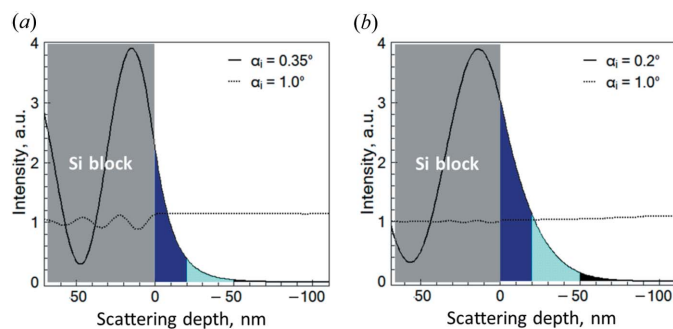 (a)
4
3
2
1
0
Intensity, a.u.
Si block
αi = 0.35°
αi = 1.0°
50
0
−50
−100
Scattering depth, nm
(b)
4
3
2
1
0
Intensity, a.u.
Si block
αi = 0.2°
αi = 1.0°
50
0
−50
−100
Scattering depth, nm